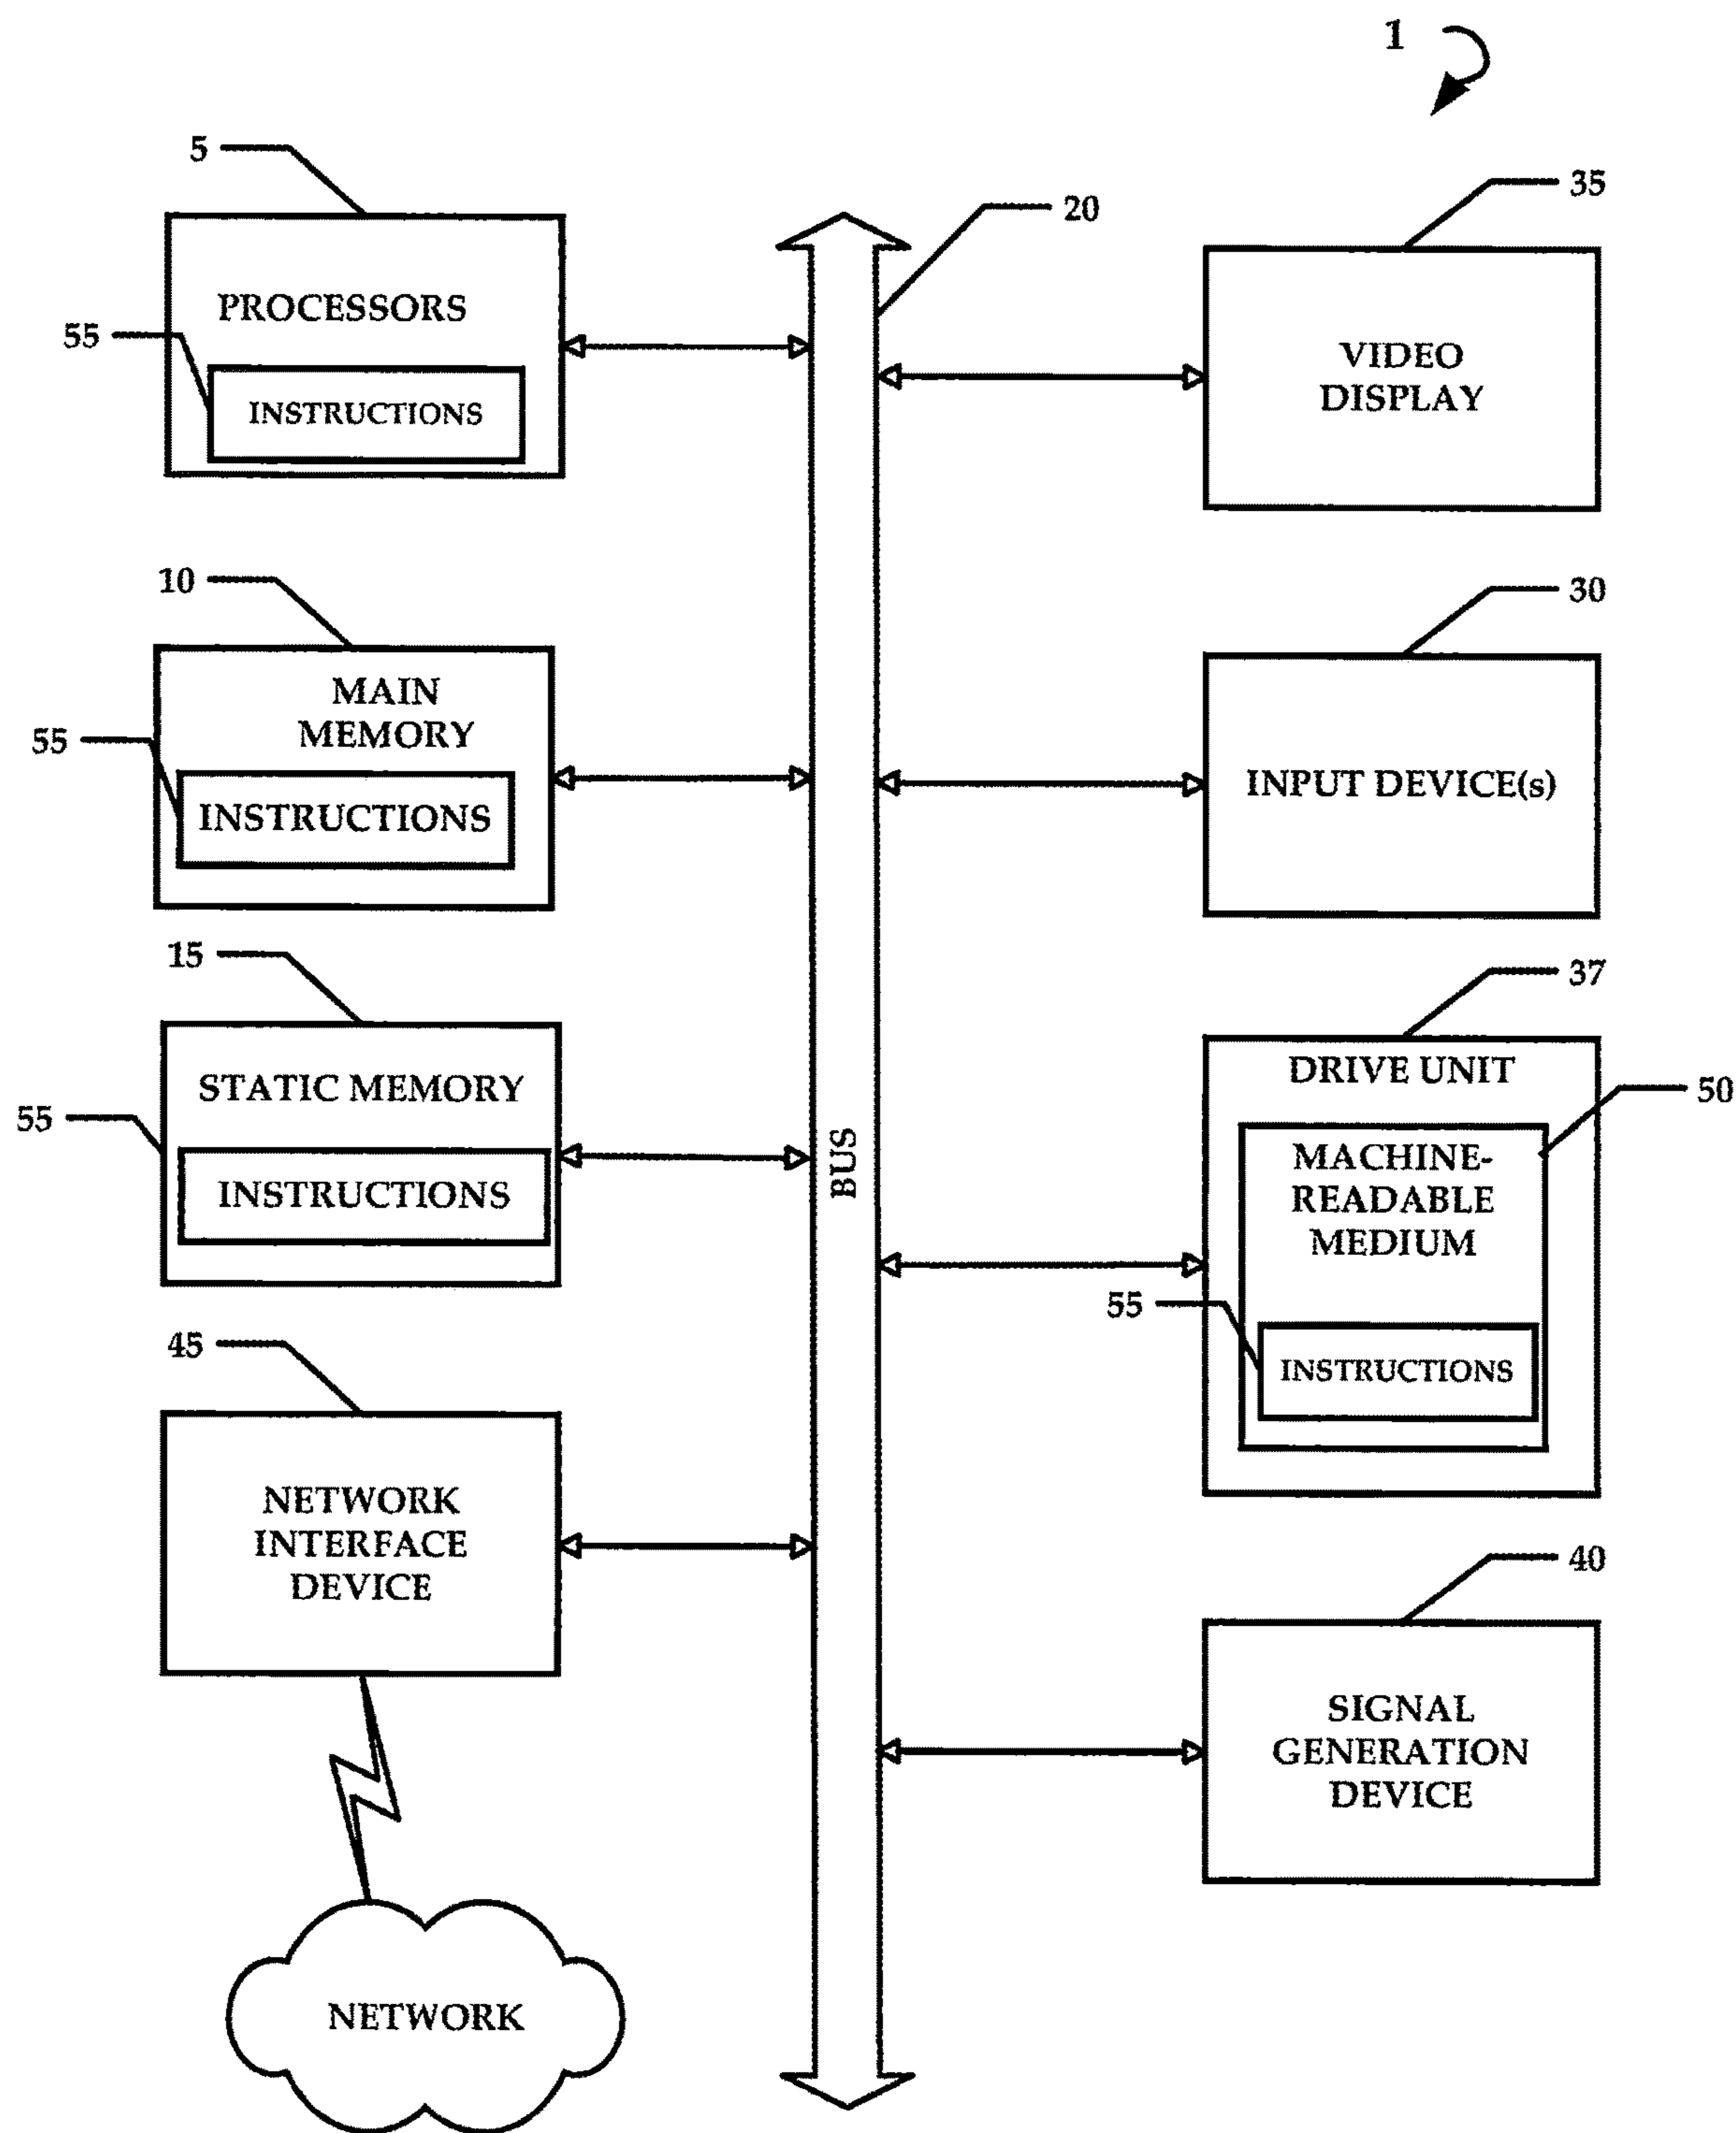 1
5
PROCESSORS
55
INSTRUCTIONS
10
MAIN
MEMORY
55
INSTRUCTIONS
15
STATIC MEMORY
55
INSTRUCTIONS
45
NETWORK
INTERFACE
DEVICE
NETWORK
20
BUS
35
VIDEO
DISPLAY
30
INPUT DEVICE(s)
37
DRIVE UNIT
50
MACHINE-
READABLE
MEDIUM
55
INSTRUCTIONS
40
SIGNAL
GENERATION
DEVICE